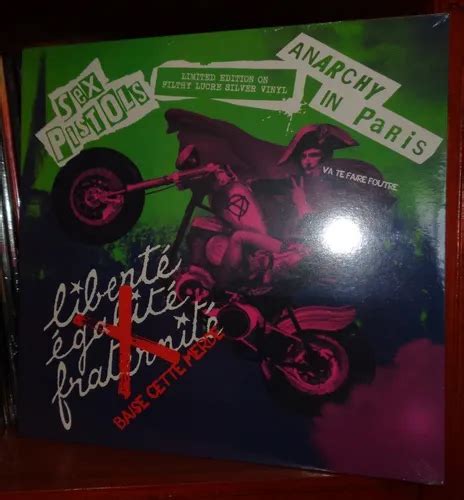 SEX
PISTOLS
LIMITED EDITION ON
FILTHY LUCRE SILVER VINYL
ANARCHY
IN PARIS
VA TE FAIRE FOUTRE
liberté
égalité
fraternité
BAISE CETTE MERDE